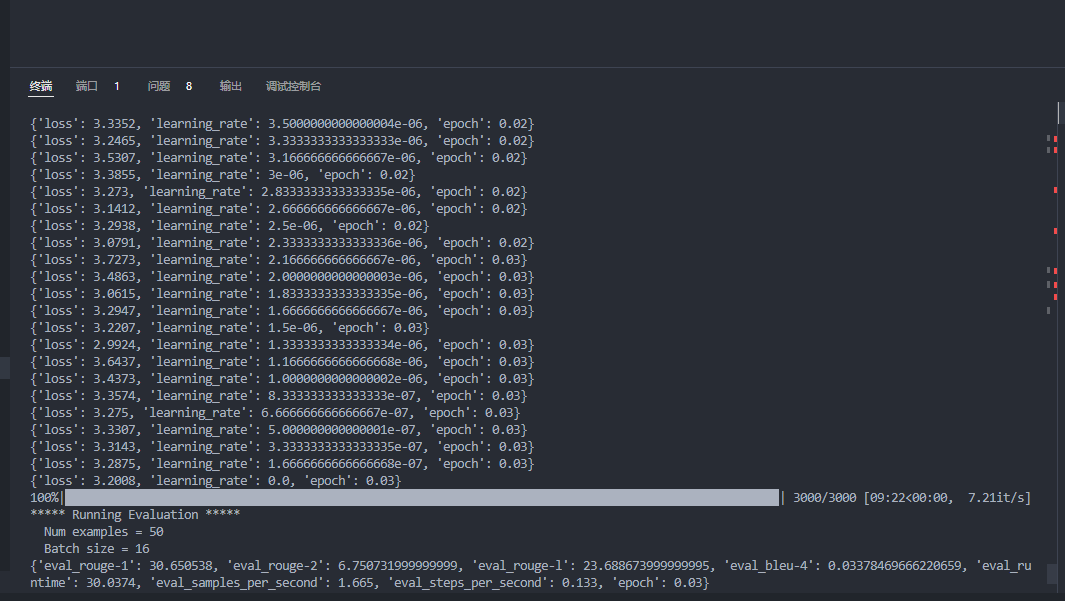 终端 端口 1 问题 8 输出 调试控制台
{'loss': 3.3352, 'learning_rate': 3.5000000000000004e-06, 'epoch': 0.02}
{'loss': 3.2465, 'learning_rate': 3.3333333333333333e-06, 'epoch': 0.02}
{'loss': 3.5307, 'learning_rate': 3.166666666666667e-06, 'epoch': 0.02}
{'loss': 3.3855, 'learning_rate': 3e-06, 'epoch': 0.02}
{'loss': 3.273, 'learning_rate': 2.8333333333333335e-06, 'epoch': 0.02}
{'loss': 3.1412, 'learning_rate': 2.666666666666667e-06, 'epoch': 0.02}
{'loss': 3.2938, 'learning_rate': 2.5e-06, 'epoch': 0.02}
{'loss': 3.0791, 'learning_rate': 2.3333333333333336e-06, 'epoch': 0.02}
{'loss': 3.7273, 'learning_rate': 2.166666666666667e-06, 'epoch': 0.03}
{'loss': 3.4863, 'learning_rate': 2.0000000000000003e-06, 'epoch': 0.03}
{'loss': 3.0615, 'learning_rate': 1.8333333333333335e-06, 'epoch': 0.03}
{'loss': 3.2947, 'learning_rate': 1.6666666666666667e-06, 'epoch': 0.03}
{'loss': 3.2207, 'learning_rate': 1.5e-06, 'epoch': 0.03}
{'loss': 2.9924, 'learning_rate': 1.3333333333333334e-06, 'epoch': 0.03}
{'loss': 3.6437, 'learning_rate': 1.1666666666666668e-06, 'epoch': 0.03}
{'loss': 3.4373, 'learning_rate': 1.0000000000000002e-06, 'epoch': 0.03}
{'loss': 3.3574, 'learning_rate': 8.333333333333333e-07, 'epoch': 0.03}
{'loss': 3.275, 'learning_rate': 6.666666666666667e-07, 'epoch': 0.03}
{'loss': 3.3307, 'learning_rate': 5.000000000000001e-07, 'epoch': 0.03}
{'loss': 3.3143, 'learning_rate': 3.3333333333333335e-07, 'epoch': 0.03}
{'loss': 3.2875, 'learning_rate': 1.6666666666666668e-07, 'epoch': 0.03}
{'loss': 3.2008, 'learning_rate': 0.0, 'epoch': 0.03}
100%| | 3000/3000 [09:22<00:00, 7.21it/s]
***** Running Evaluation *****
Num examples = 50
Batch size = 16
{'eval_rouge-1': 30.650538, 'eval_rouge-2': 6.750731999999999, 'eval_rouge-l': 23.688673999999995, 'eval_bleu-4': 0.03378469666220659, 'eval_ru
ntime': 30.0374, 'eval_samples_per_second': 1.665, 'eval_steps_per_second': 0.133, 'epoch': 0.03}